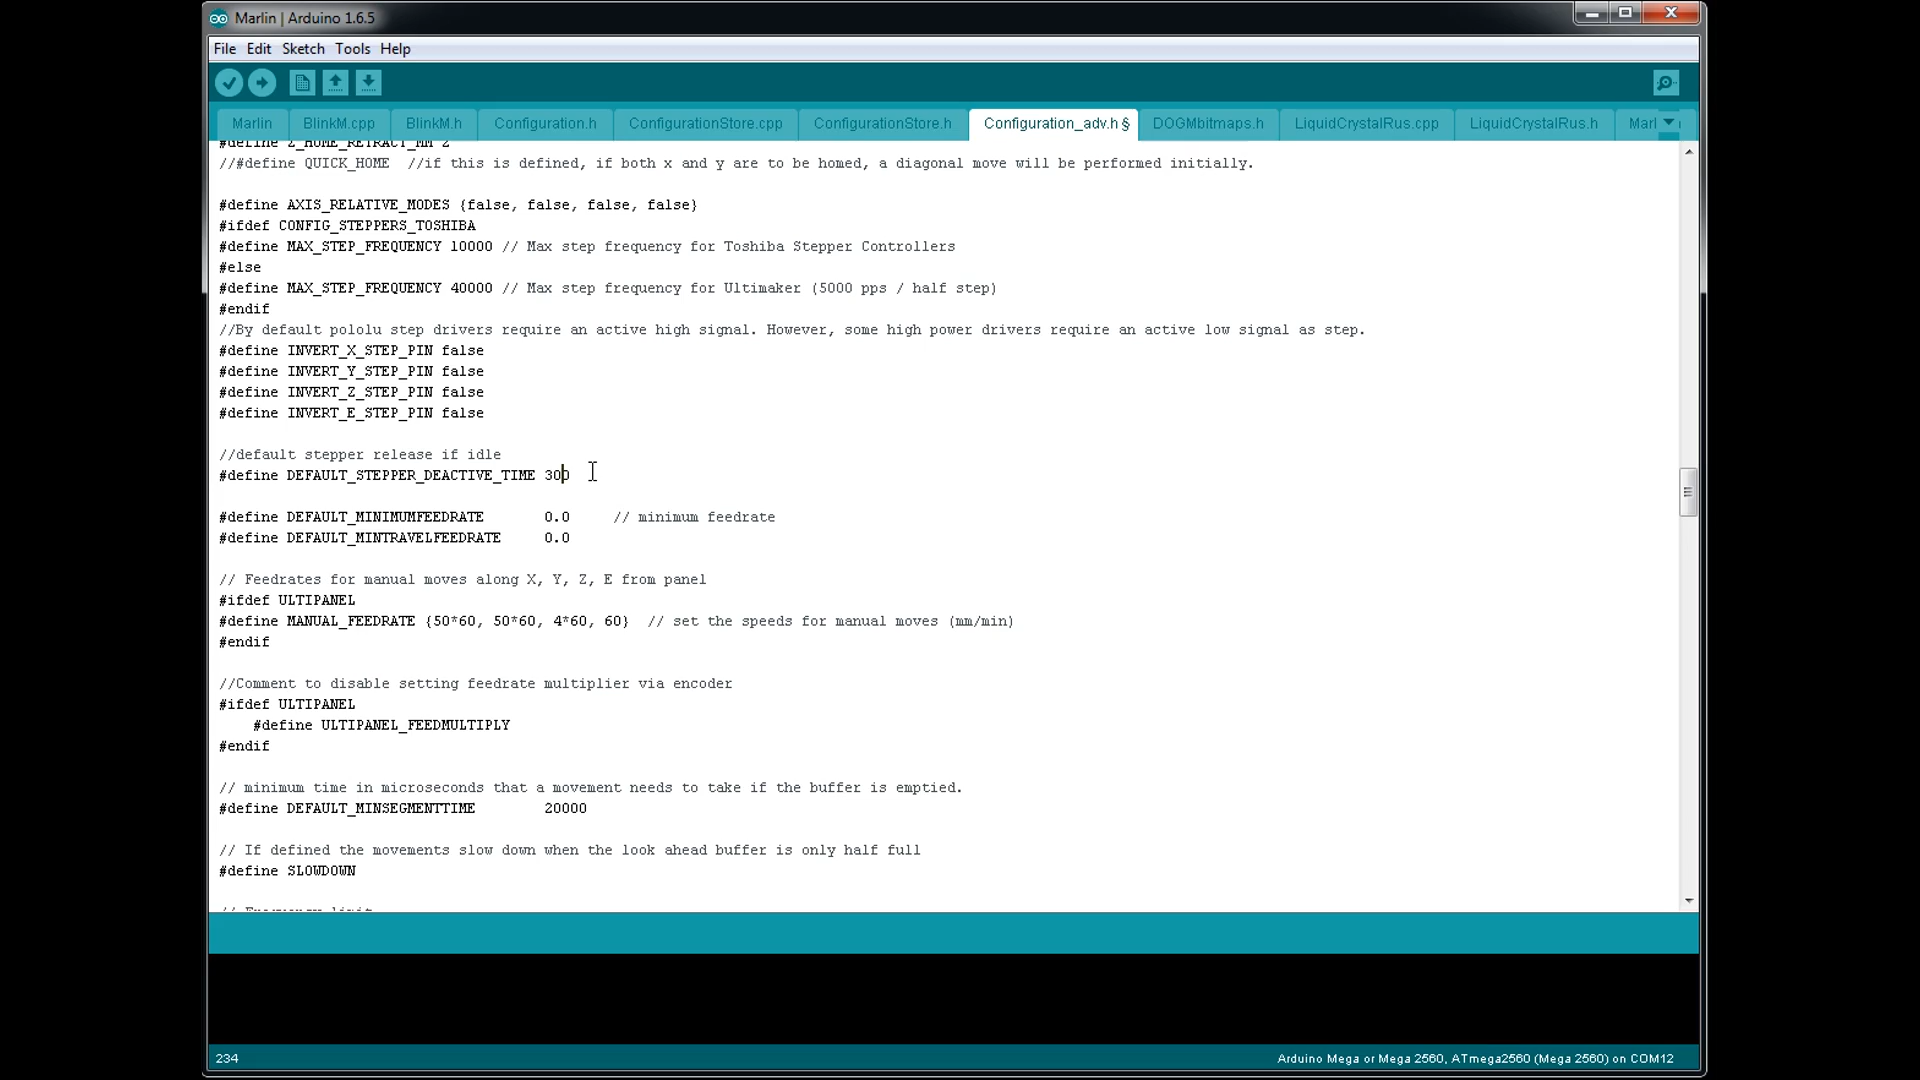 Marlin | Arduino 1.6.5
File Edit Sketch Tools Help
Marlin BlinkM.cpp BlinkM.h Configuration.h ConfigurationStore.cpp ConfigurationStore.h Configuration_adv.h § DOGMbitmaps.h LiquidCrystalRus.cpp LiquidCrystalRus.h Marl
#define Z_HOME_RETRACT_MM 2
//#define QUICK_HOME  //if this is defined, if both x and y are to be homed, a diagonal move will be performed initially.
#define AXIS_RELATIVE_MODES {false, false, false, false}
#ifdef CONFIG_STEPPERS_TOSHIBA
#define MAX_STEP_FREQUENCY 10000 // Max step frequency for Toshiba Stepper Controllers
#else
#define MAX_STEP_FREQUENCY 40000 // Max step frequency for Ultimaker (5000 pps / half step)
#endif
//By default pololu step drivers require an active high signal. However, some high power drivers require an active low signal as step.
#define INVERT_X_STEP_PIN false
#define INVERT_Y_STEP_PIN false
#define INVERT_Z_STEP_PIN false
#define INVERT_E_STEP_PIN false
//default stepper release if idle
#define DEFAULT_STEPPER_DEACTIVE_TIME 300
#define DEFAULT_MINIMUMFEEDRATE       0.0     // minimum feedrate
#define DEFAULT_MINTRAVELFEEDRATE     0.0
// Feedrates for manual moves along X, Y, Z, E from panel
#ifdef ULTIPANEL
#define MANUAL_FEEDRATE {50*60, 50*60, 4*60, 60}  // set the speeds for manual moves (mm/min)
#endif
//Comment to disable setting feedrate multiplier via encoder
#ifdef ULTIPANEL
    #define ULTIPANEL_FEEDMULTIPLY
#endif
// minimum time in microseconds that a movement needs to take if the buffer is emptied.
#define DEFAULT_MINSEGMENTTIME        20000
// If defined the movements slow down when the look ahead buffer is only half full
#define SLOWDOWN
// Frequency limit
234
Arduino Mega or Mega 2560, ATmega2560 (Mega 2560) on COM12